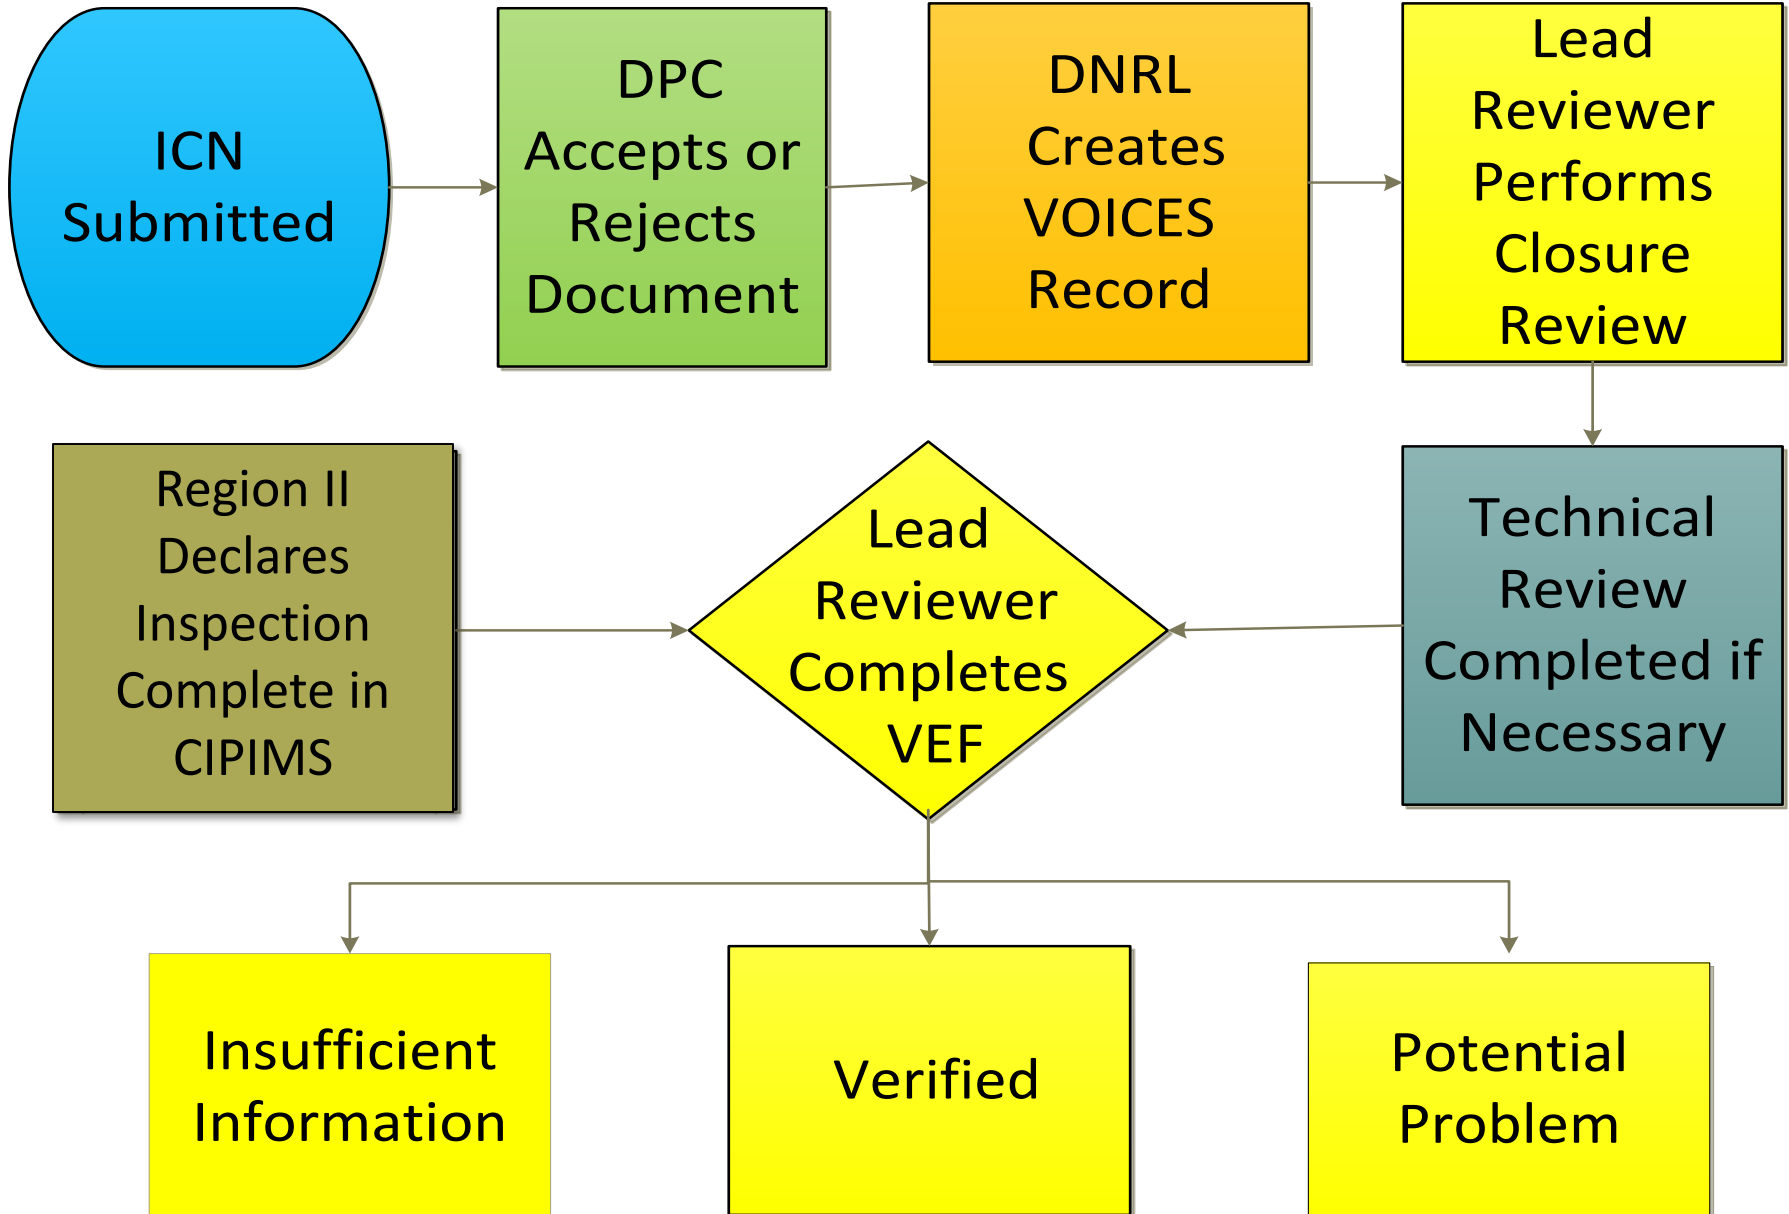 ICN
Submitted
DPC
Accepts or
Rejects
Document
DNRL
Creates
VOICES
Record
Lead
Reviewer
Performs
Closure
Review
Region II
Declares
Inspection
Complete in
CIPIMS
Lead
Reviewer
Completes
VEF
Technical
Review
Completed if
Necessary
Insufficient
Information
Verified
Potential
Problem